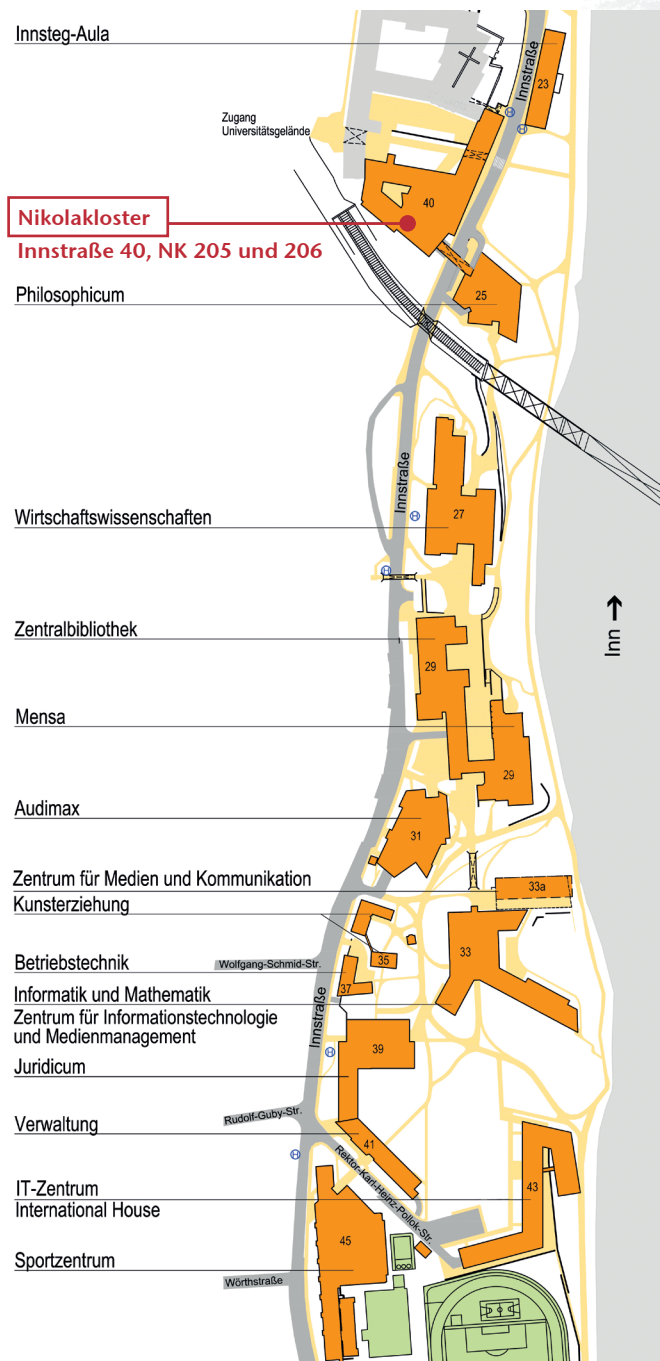 Innsteg-Aula
Innstraße
23
Zugang
Universitätsgelände
40
Nikolakloster
Innstraße 40, NK 205 und 206
Philosophicum
25
Innstraße
27
Wirtschaftswissenschaften
H
H
H
H
H
H
Inn
Zentralbibliothek
29
Mensa
29
Audimax
31
Zentrum für Medien und Kommunikation
33a
Kunsterziehung
33
35
Betriebstechnik
Wolfgang-Schmid-Str.
37
Informatik und Mathematik
Zentrum für Informationstechnologie
und Medienmanagement
Innstraße
39
Juridicum
Rudolf-Guby-Str.
Verwaltung
41
Rektor-Karl-Heinz-Pollok-Str.
IT-Zentrum
International House
43
45
Sportzentrum
Wörthstraße